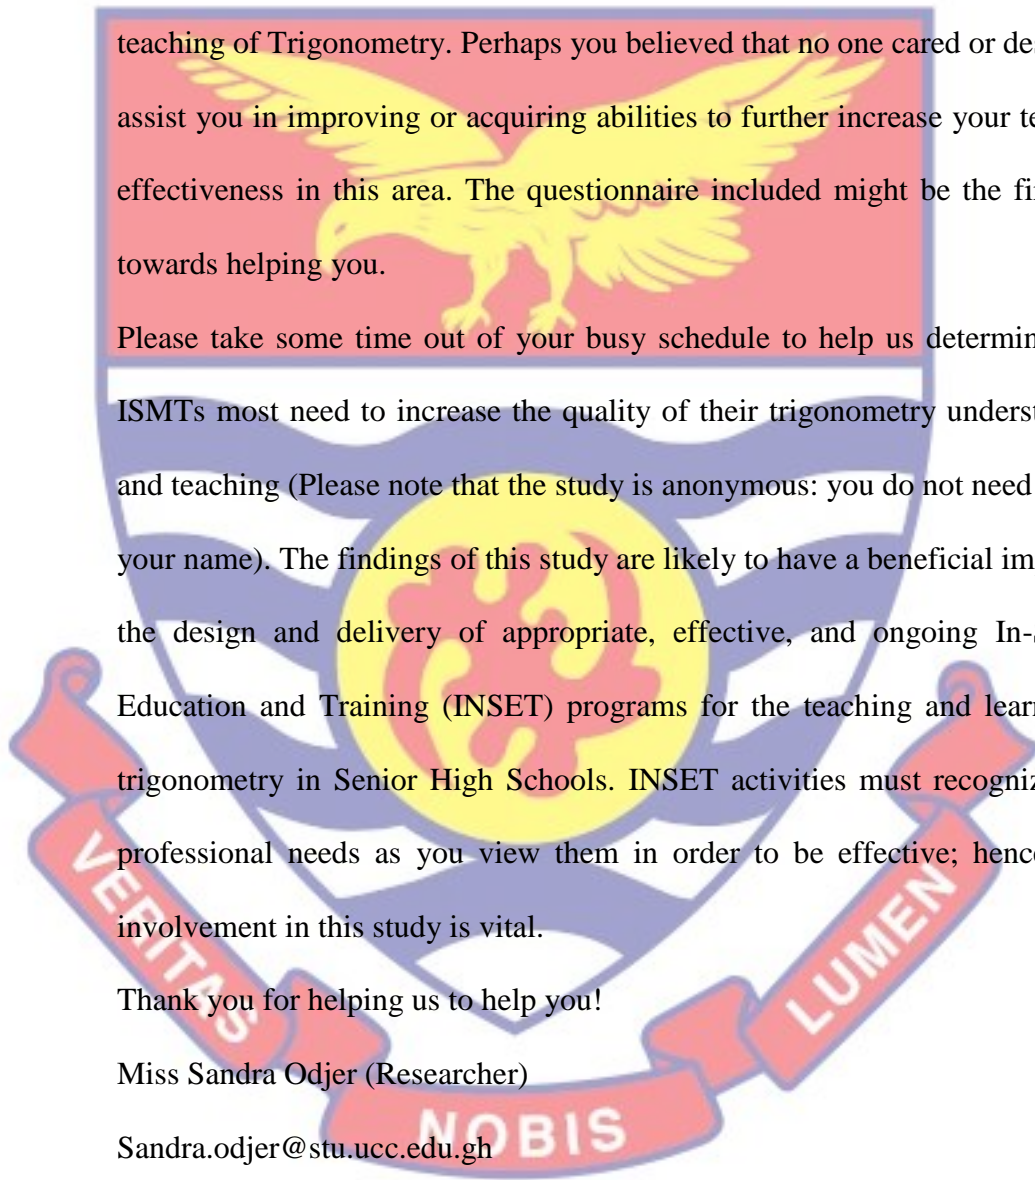 teaching of Trigonometry. Perhaps you believed that no one cared or de
assist you in improving or acquiring abilities to further increase your te
effectiveness in this area. The questionnaire included might be the fi
towards helping you.
Please take some time out of your busy schedule to help us determin
ISMTs most need to increase the quality of their trigonometry underst
and teaching (Please note that the study is anonymous: you do not need
your name). The findings of this study are likely to have a beneficial im
the design and delivery of appropriate, effective, and ongoing In-
Education and Training (INSET) programs for the teaching and learn
trigonometry in Senior High Schools. INSET activities must recogniz
professional needs as you view them in order to be effective; hence
involvement in this study is vital.
Thank you for helping us to help you!
Miss Sandra Odjer (Researcher)
Sandra.odjer@stu.ucc.edu.gh
VERITAS
NOBIS
LUMEN